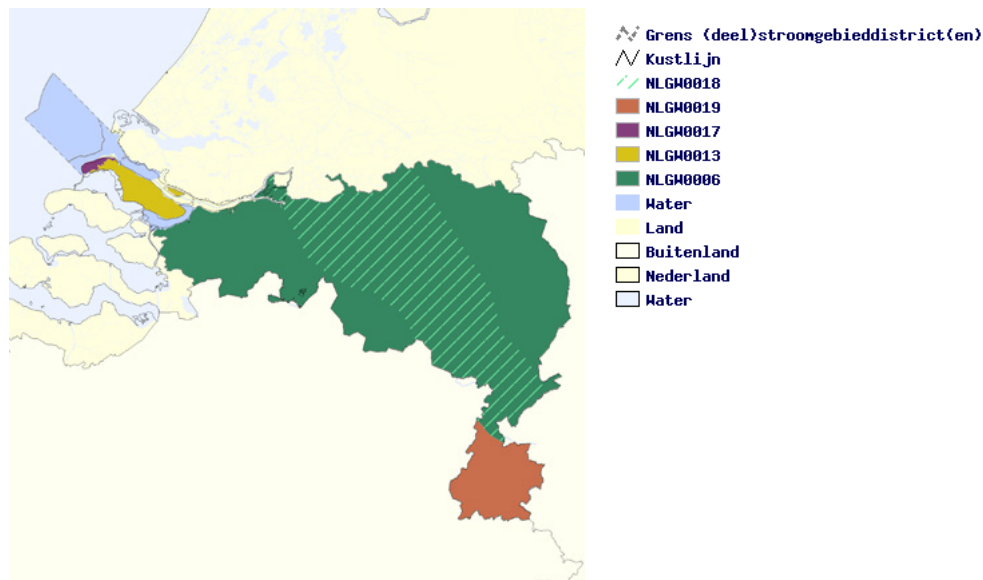 Grens (deel)stroomgebieddistrict(en)
Kustlijn
NLGW0018
NLGW0019
NLGW0017
NLGW0013
NLGW0006
Water
Land
Buitenland
Nederland
Water